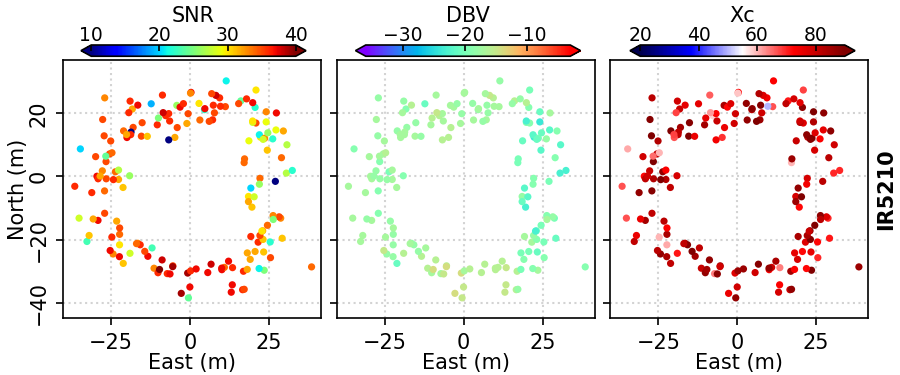 SNR DBV Xc
10 20 30 40 −30 −20 −10 20 40 60 80
20
0
−20
−40
North (m)
IR5210
−25 0 25 −25 0 25 −25 0 25
East (m) East (m) East (m)